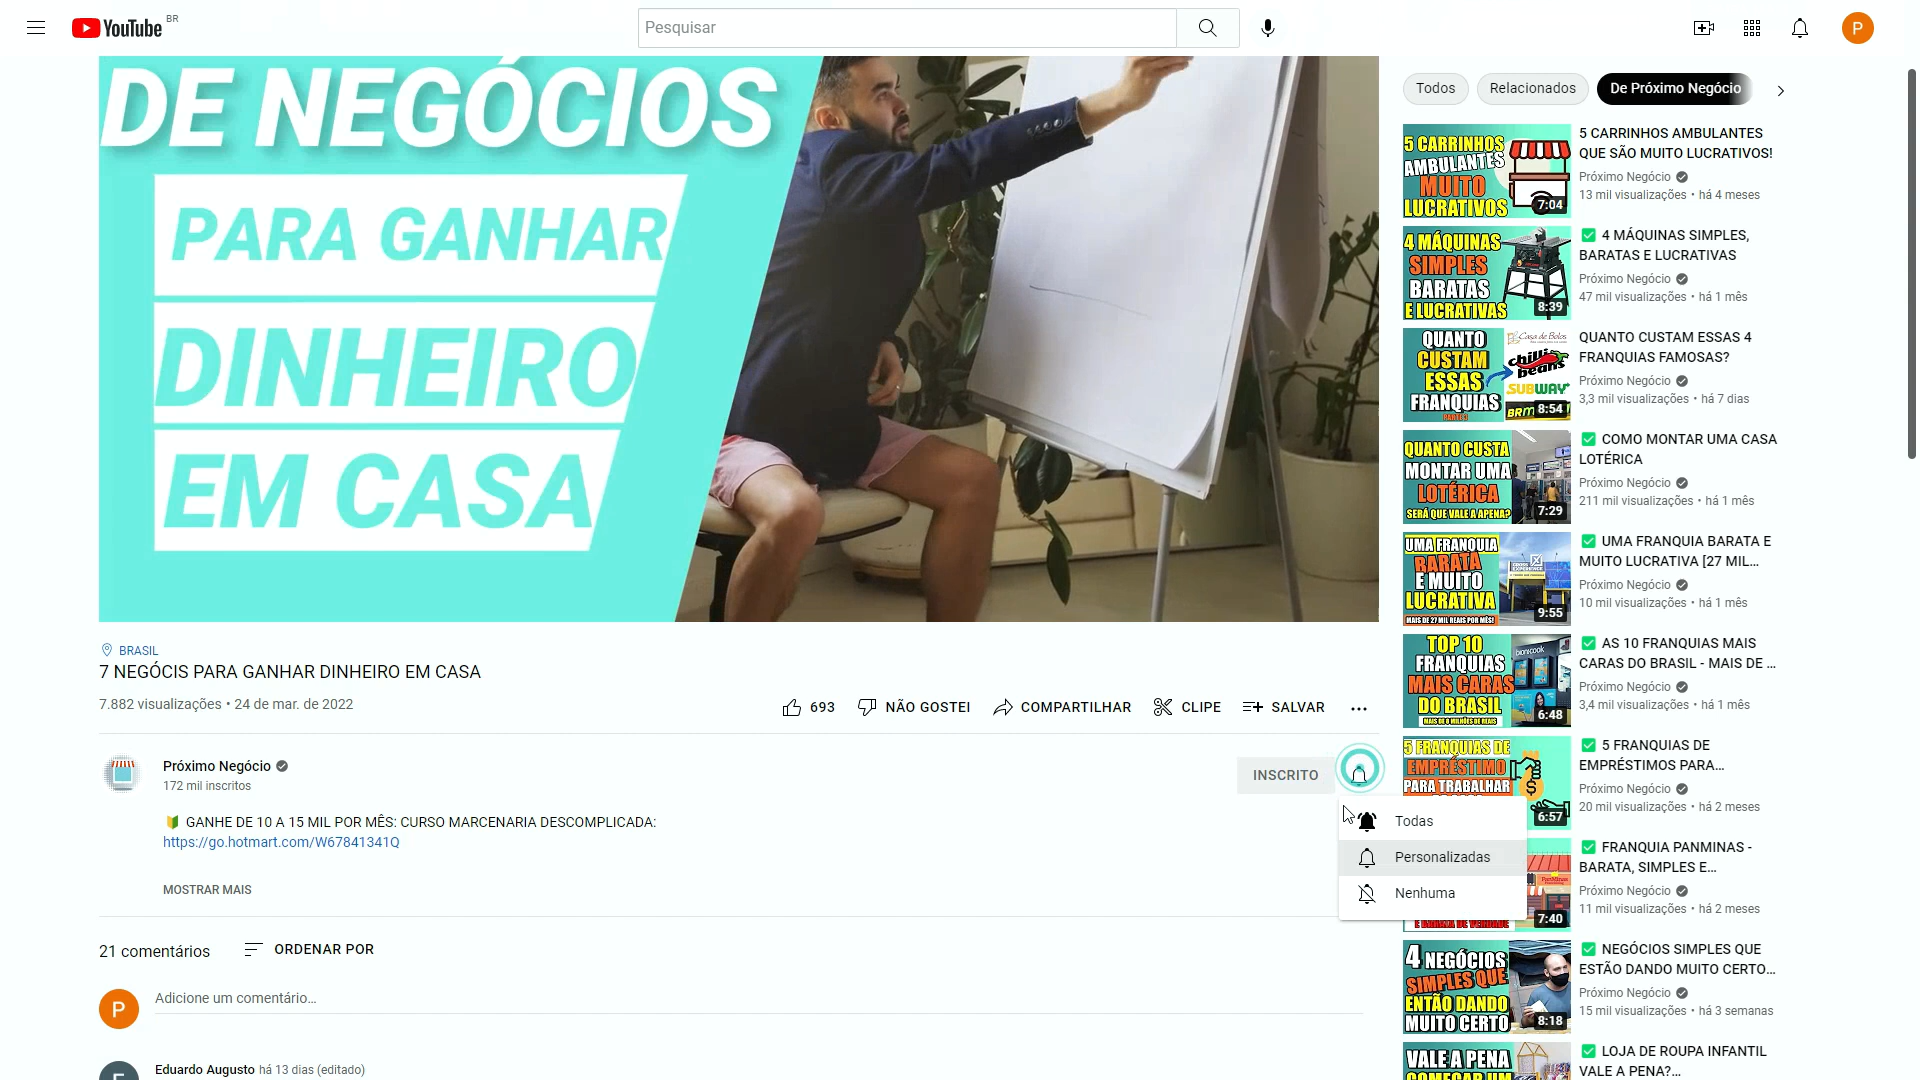 YouTube BR
Pesquisar
P
DE NEGÓCIOS
PARA GANHAR
DINHEIRO
EM CASA
BRASIL
7 NEGÓCIS PARA GANHAR DINHEIRO EM CASA
7.882 visualizações • 24 de mar. de 2022
693
NÃO GOSTEI
COMPARTILHAR
CLIPE
SALVAR
Próximo Negócio
172 mil inscritos
INSCRITO
Todas
Personalizadas
Nenhuma
GANHE DE 10 A 15 MIL POR MÊS: CURSO MARCENARIA DESCOMPLICADA:
https://go.hotmart.com/W67841341Q
MOSTRAR MAIS
21 comentários
ORDENAR POR
P
Adicione um comentário...
Eduardo Augusto há 13 dias (editado)
Todos
Relacionados
De Próximo Negócio
5 CARRINHOS
AMBULANTES
MUITO
LUCRATIVOS
7:04
5 CARRINHOS AMBULANTES
QUE SÃO MUITO LUCRATIVOS!
Próximo Negócio
13 mil visualizações • há 4 meses
4 MÁQUINAS
SIMPLES
BARATAS
E LUCRATIVAS
8:39
4 MÁQUINAS SIMPLES,
BARATAS E LUCRATIVAS
Próximo Negócio
47 mil visualizações • há 1 mês
QUANTO
CUSTAM
ESSAS
FRANQUIAS
Casa de Bolos
chilli beans
SUBWAY
8:54
QUANTO CUSTAM ESSAS 4
FRANQUIAS FAMOSAS?
Próximo Negócio
3,3 mil visualizações • há 7 dias
QUANTO CUSTA
MONTAR UMA
LOTÉRICA
SERÁ QUE VALE A APENA?
7:29
COMO MONTAR UMA CASA
LOTÉRICA
Próximo Negócio
211 mil visualizações • há 1 mês
UMA FRANQUIA
BARATA
E MUITO
LUCRATIVA
MAIS DE 27 MIL REAIS POR MÊS!
9:55
UMA FRANQUIA BARATA E
MUITO LUCRATIVA [27 MIL...
Próximo Negócio
10 mil visualizações • há 1 mês
TOP 10
FRANQUIAS
MAIS CARAS
DO BRASIL
MAIS DE 8 MILHÕES DE REAIS
6:48
AS 10 FRANQUIAS MAIS
CARAS DO BRASIL - MAIS DE ...
Próximo Negócio
3,4 mil visualizações • há 1 mês
5 FRANQUIAS DE
EMPRÉSTIMO
PARA TRABALHAR
6:57
5 FRANQUIAS DE
EMPRÉSTIMOS PARA...
Próximo Negócio
20 mil visualizações • há 2 meses
E BARATA DE VERDADE
7:40
FRANQUIA PANMINAS -
BARATA, SIMPLES E...
Próximo Negócio
11 mil visualizações • há 2 meses
4 NEGÓCIOS
SIMPLES QUE
ENTÃO DANDO
MUITO CERTO
8:18
NEGÓCIOS SIMPLES QUE
ESTÃO DANDO MUITO CERTO...
Próximo Negócio
15 mil visualizações • há 3 semanas
VALE A PENA
COMEÇAR UM
LOJA DE ROUPA INFANTIL
VALE A PENA?...